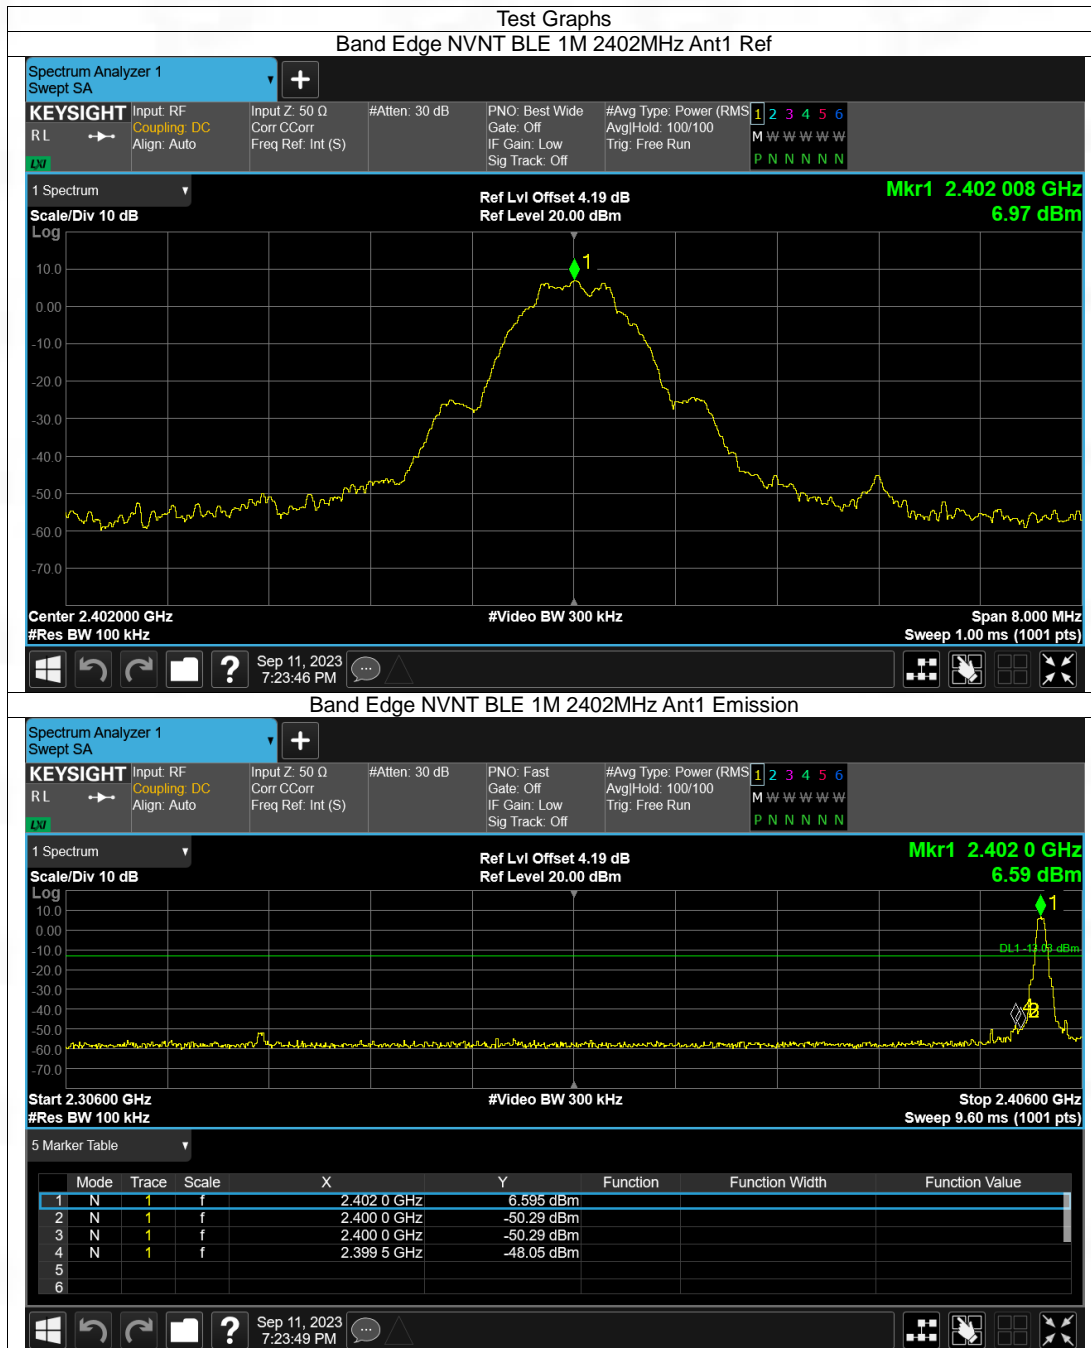 Test Graphs
Band Edge NVNT BLE 1M 2402MHz Ant1 Ref
Spectrum Analyzer 1
Swept SA
KEYSIGHT
R L
LXI
Input: RF
Coupling: DC
Align: Auto
Input Z: 50 Ω
Corr CCorr
Freq Ref: Int (S)
#Atten: 30 dB
PNO: Best Wide
Gate: Off
IF Gain: Low
Sig Track: Off
#Avg Type: Power (RMS
Avg|Hold: 100/100
Trig: Free Run
1 2 3 4 5 6
M W W W W W
P N N N N N
1 Spectrum
Scale/Div 10 dB
Ref Lvl Offset 4.19 dB
Ref Level 20.00 dBm
Mkr1 2.402 008 GHz
6.97 dBm
Log
1
10.0
0.00
-10.0
-20.0
-30.0
-40.0
-50.0
-60.0
-70.0
Center 2.402000 GHz
#Res BW 100 kHz
#Video BW 300 kHz
Span 8.000 MHz
Sweep 1.00 ms (1001 pts)
?
Sep 11, 2023
7:23:46 PM
Band Edge NVNT BLE 1M 2402MHz Ant1 Emission
Spectrum Analyzer 1
Swept SA
KEYSIGHT
R L
LXI
Input: RF
Coupling: DC
Align: Auto
Input Z: 50 Ω
Corr CCorr
Freq Ref: Int (S)
#Atten: 30 dB
PNO: Fast
Gate: Off
IF Gain: Low
Sig Track: Off
#Avg Type: Power (RMS
Avg|Hold: 100/100
Trig: Free Run
1 2 3 4 5 6
M W W W W W
P N N N N N
1 Spectrum
Scale/Div 10 dB
Ref Lvl Offset 4.19 dB
Ref Level 20.00 dBm
Mkr1 2.402 0 GHz
6.59 dBm
Log
1
10.0
0.00
-10.0
DL1 -13.03 dBm
-20.0
-30.0
-40.0
-50.0
-60.0
-70.0
Start 2.30600 GHz
#Res BW 100 kHz
#Video BW 300 kHz
Stop 2.40600 GHz
Sweep 9.60 ms (1001 pts)
5 Marker Table
Mode Trace Scale X Y Function Function Width Function Value
1 N 1 f 2.402 0 GHz 6.595 dBm
2 N 1 f 2.400 0 GHz -50.29 dBm
3 N 1 f 2.400 0 GHz -50.29 dBm
4 N 1 f 2.399 5 GHz -48.05 dBm
5
6
?
Sep 11, 2023
7:23:49 PM